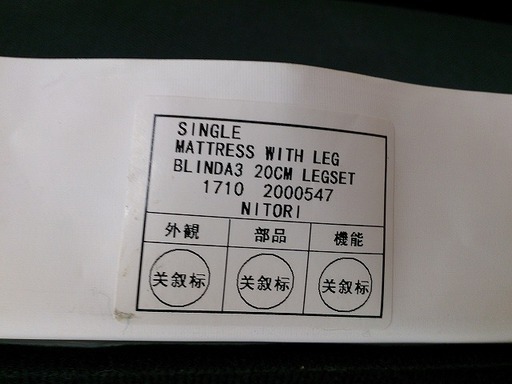 SINGLE
MATTRESS WITH LEG
BLINDA3 20CM LEGSET
1710 2000547
NITORI
外観 部品 機能
关叙标 关叙标 关叙标